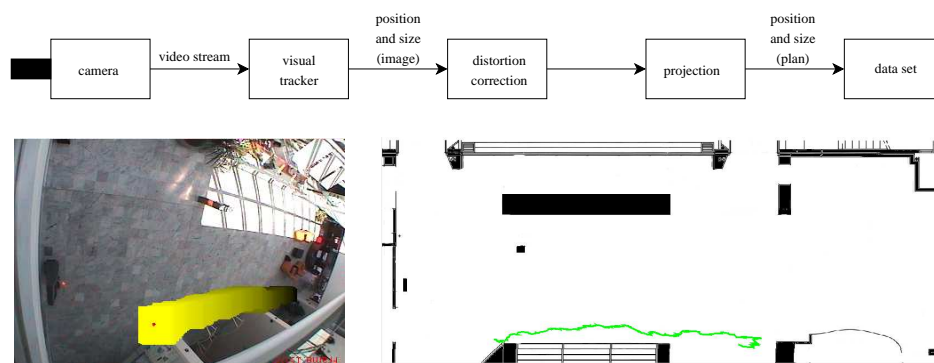 position
and size
(image)
position
and size
(plan)
video stream
camera
visual
tracker
distortion
correction
projection
data set